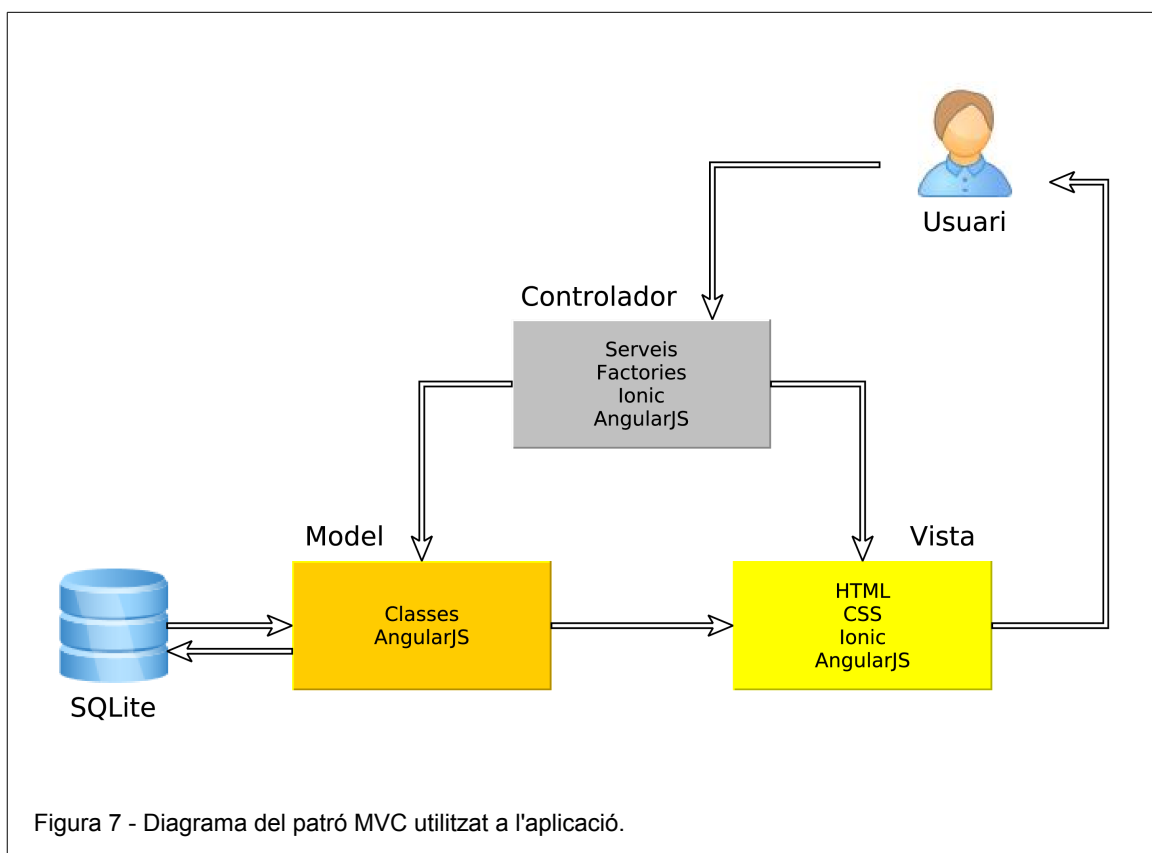 Usuari
Controlador
Serveis
Factories
Ionic
AngularJS
Model
Vista
Classes
AngularJS
HTML
CSS
Ionic
AngularJS
SQLite
Figura 7 - Diagrama del patró MVC utilitzat a l'aplicació.